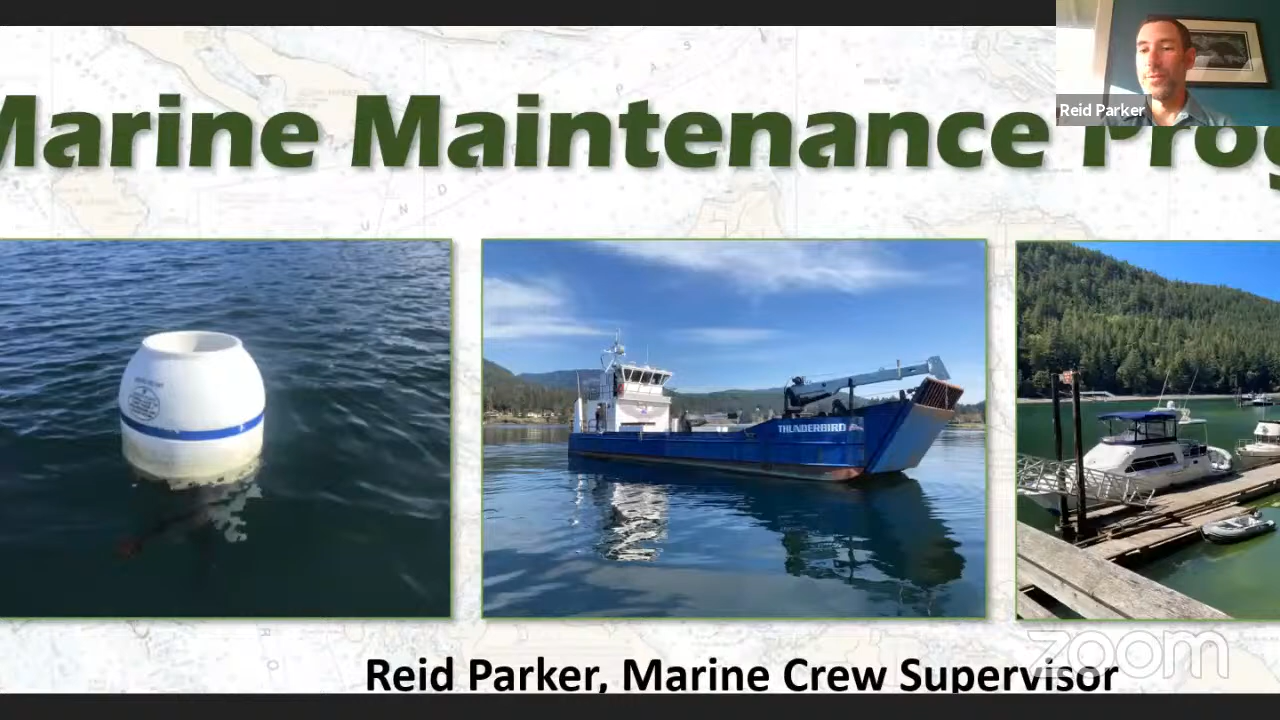 Marine Maintenance Prog
Reid Parker
THUNDERBIRD
Reid Parker, Marine Crew Supervisor
zoom